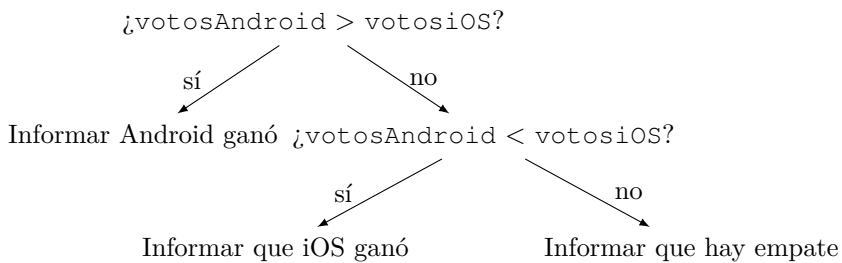 ¿votosAndroid > votosiOS?
sí
no
Informar Android ganó
¿votosAndroid < votosiOS?
sí
no
Informar que iOS ganó
Informar que hay empate